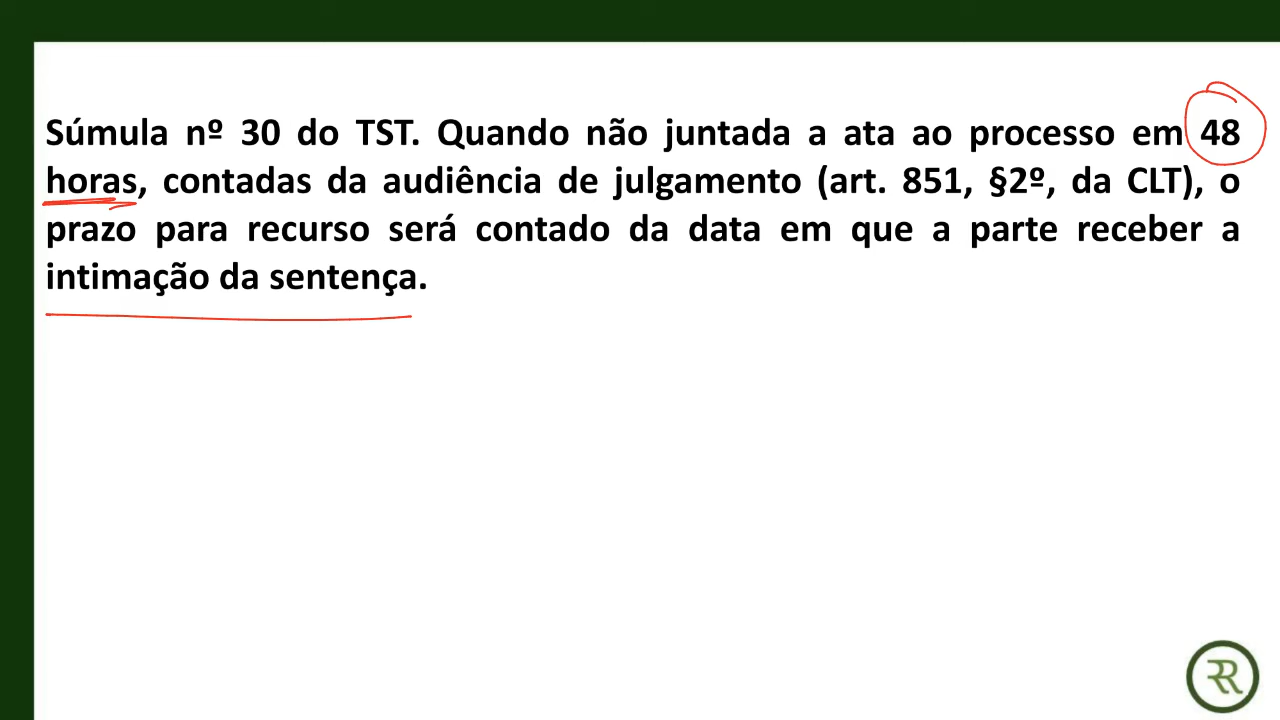 Súmula nº 30 do TST. Quando não juntada a ata ao processo em 48
horas, contadas da audiência de julgamento (art. 851, §2º, da CLT), o
prazo para recurso será contado da data em que a parte receber a
intimação da sentença.
RR